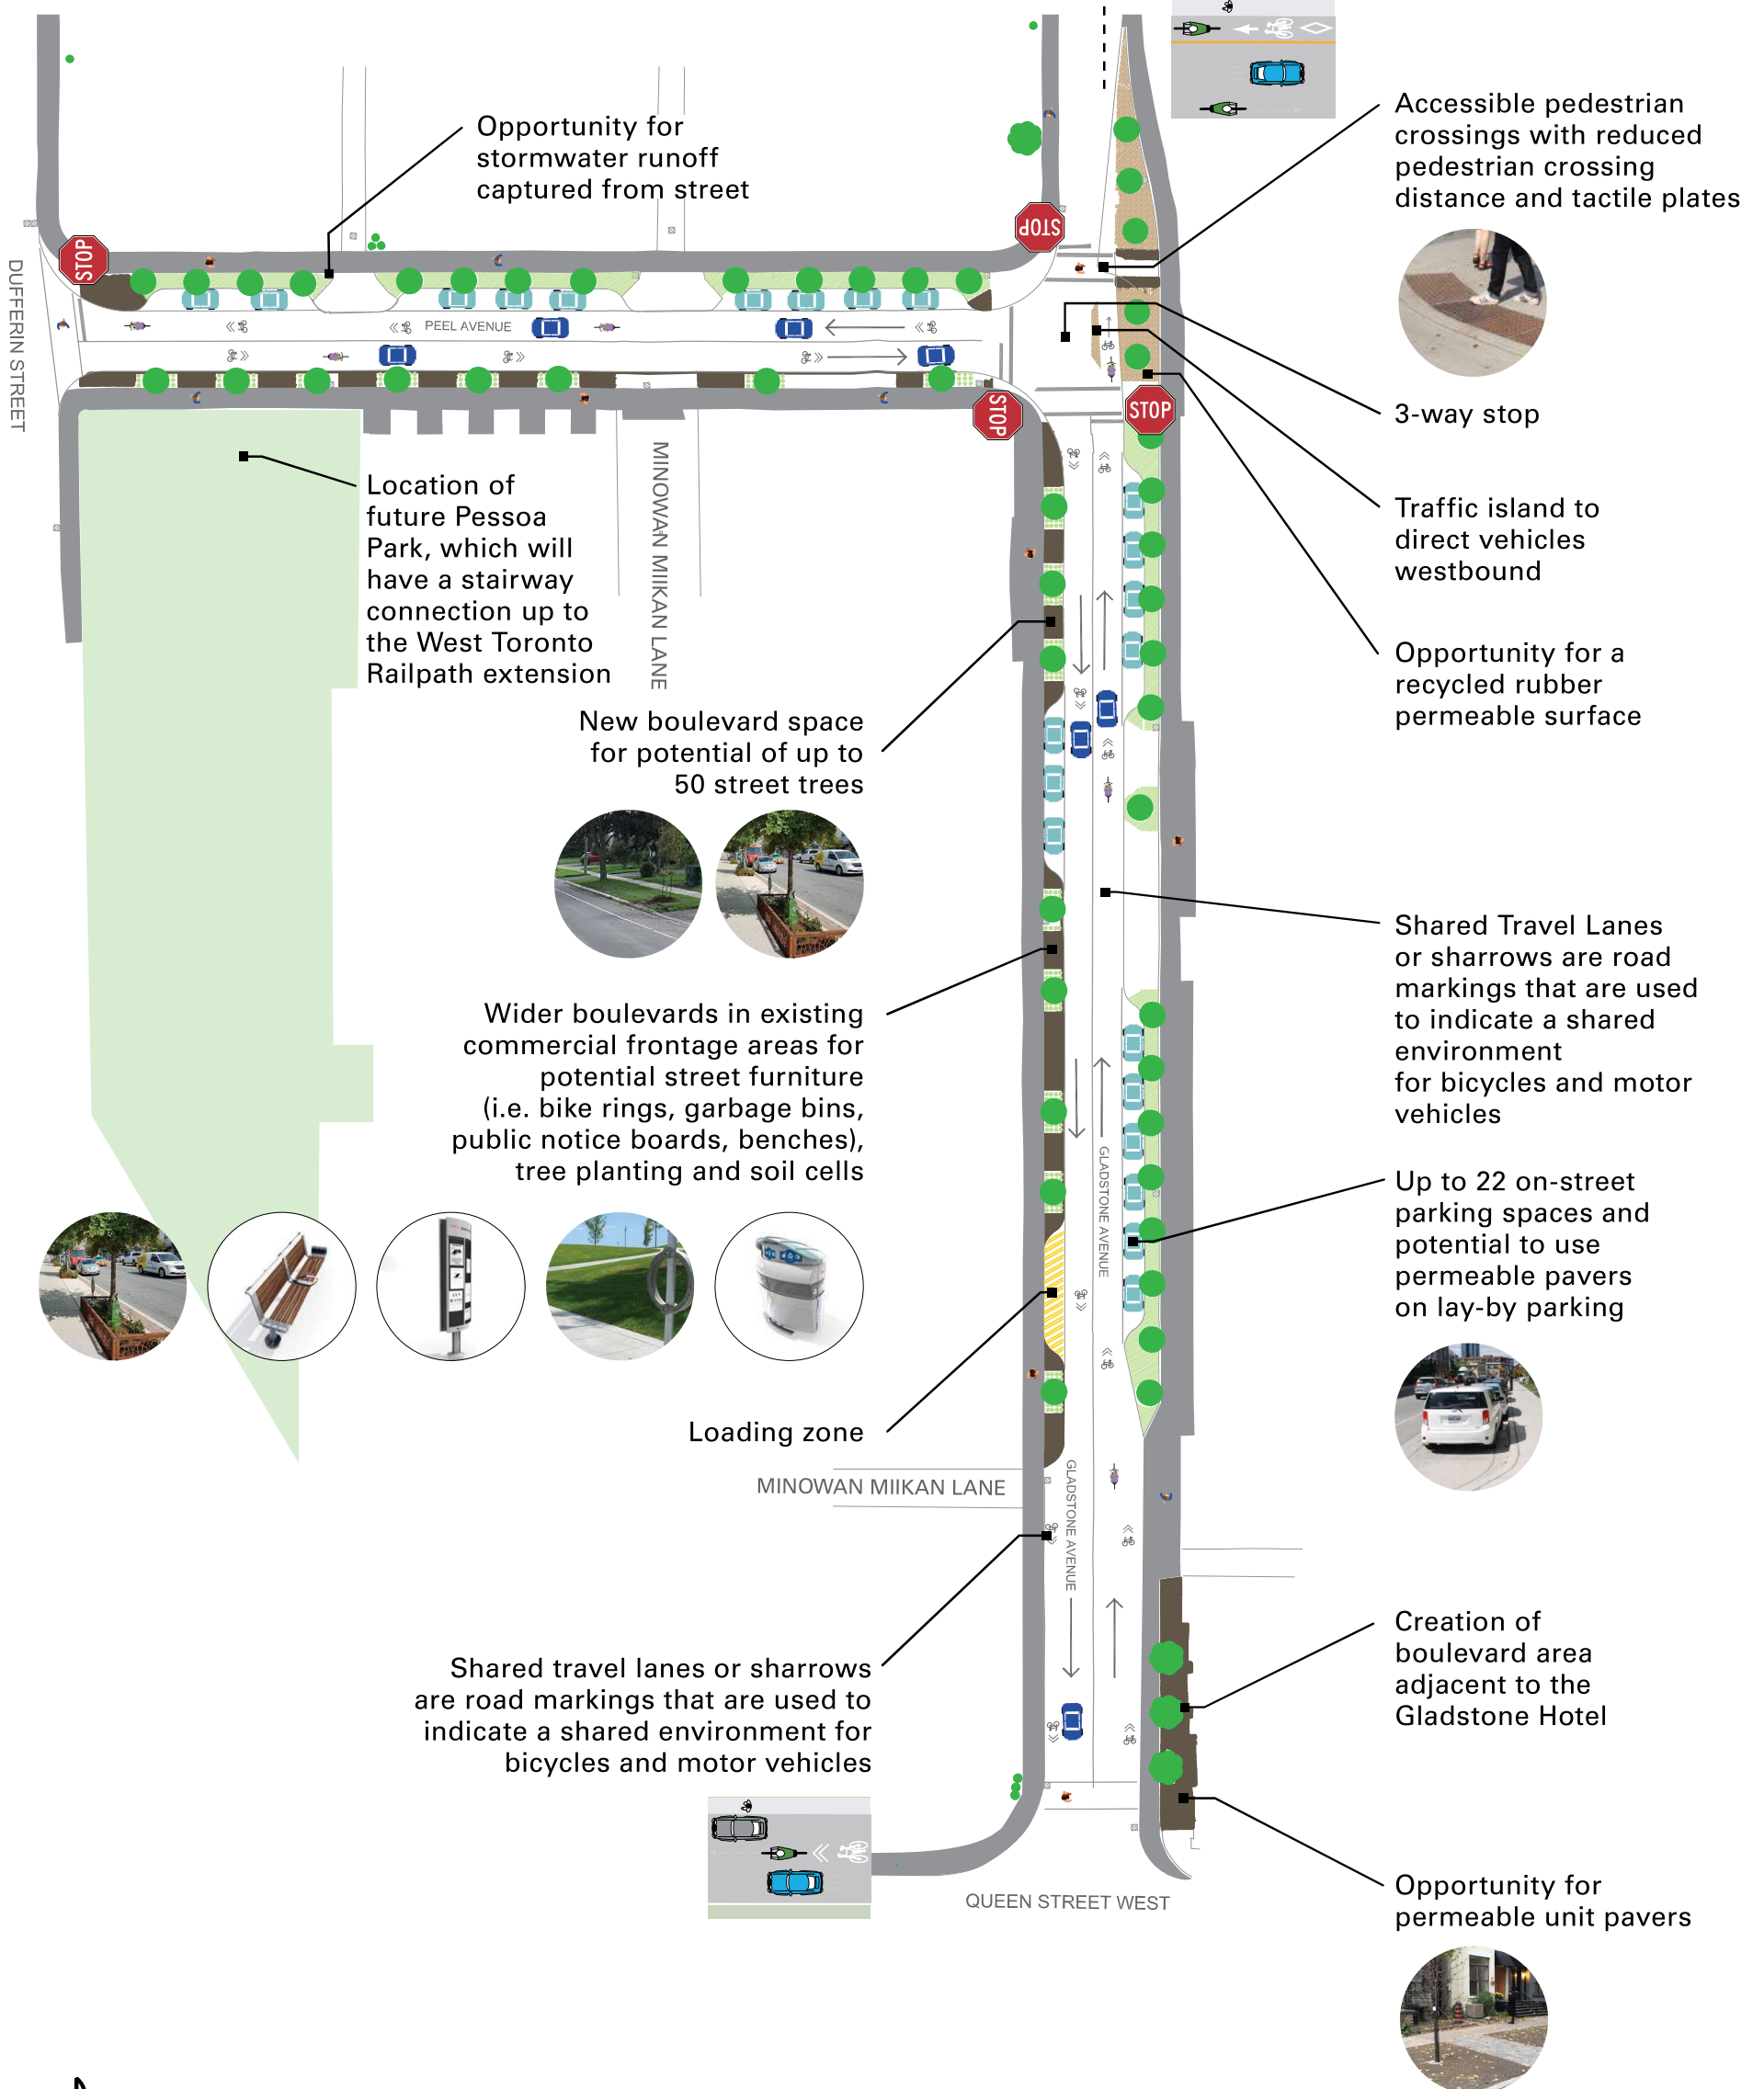 Opportunity for
stormwater runoff
captured from street
Accessible pedestrian
crossings with reduced
pedestrian crossing
distance and tactile plates
STOP
STOP
DUFFERIN STREET
PEEL AVENUE
STOP
STOP
3-way stop
Traffic island to
direct vehicles
westbound
Location of
future Pessoa
Park, which will
have a stairway
connection up to
the West Toronto
Railpath extension
MINOWAN MIIKAN LANE
Opportunity for a
recycled rubber
permeable surface
New boulevard space
for potential of up to
50 street trees
Shared Travel Lanes
or sharrows are road
markings that are used
to indicate a shared
environment
for bicycles and motor
vehicles
Wider boulevards in existing
commercial frontage areas for
potential street furniture
(i.e. bike rings, garbage bins,
public notice boards, benches),
tree planting and soil cells
GLADSTONE AVENUE
Up to 22 on-street
parking spaces and
potential to use
permeable pavers
on lay-by parking
Loading zone
MINOWAN MIIKAN LANE
GLADSTONE AVENUE
Creation of
boulevard area
adjacent to the
Gladstone Hotel
Shared travel lanes or sharrows
are road markings that are used to
indicate a shared environment for
bicycles and motor vehicles
QUEEN STREET WEST
Opportunity for
permeable unit pavers